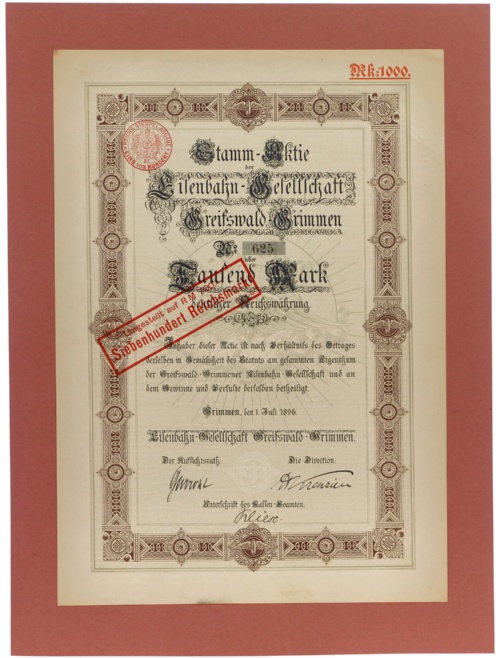 Mk:1000.
Stamm-Aktie
der
Eisenbahn-Gesellschaft
Greifswald-Grimmen
No 625
über
Tausend Mark
deutscher Reichswährung.
Umgestellt auf RM
Siebenhundert Reichsmark
Inhaber dieser Actie ist nach Verhältniss des Betrages
derselben in Gemässheit des Statuts am gesammten Eigenthum
der Greifswald-Grimmener Eisenbahn-Gesellschaft und an
dem Gewinne und Verluste derselben betheiligt.
Grimmen, den 1. Juli 1896.
Eisenbahn-Gesellschaft Greifswald-Grimmen.
Der Aufsichtsrath:
Die Direction:
Unterschrift des Kassen-Beamten: